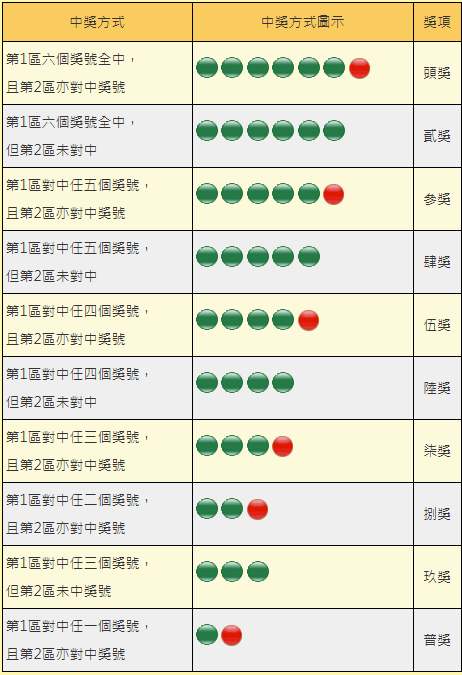 中獎方式 中獎方式圖示 獎項
第1區六個獎號全中，
且第2區亦對中獎號
頭獎
第1區六個獎號全中，
但第2區未對中
貳獎
第1區對中任五個獎號，
且第2區亦對中獎號
參獎
第1區對中任五個獎號，
但第2區未對中
肆獎
第1區對中任四個獎號，
且第2區亦對中獎號
伍獎
第1區對中任四個獎號，
但第2區未對中
陸獎
第1區對中任三個獎號，
且第2區亦對中獎號
柒獎
第1區對中任二個獎號，
且第2區亦對中獎號
捌獎
第1區對中任三個獎號，
但第2區未中獎號
玖獎
第1區對中任一個獎號，
且第2區亦對中獎號
普獎